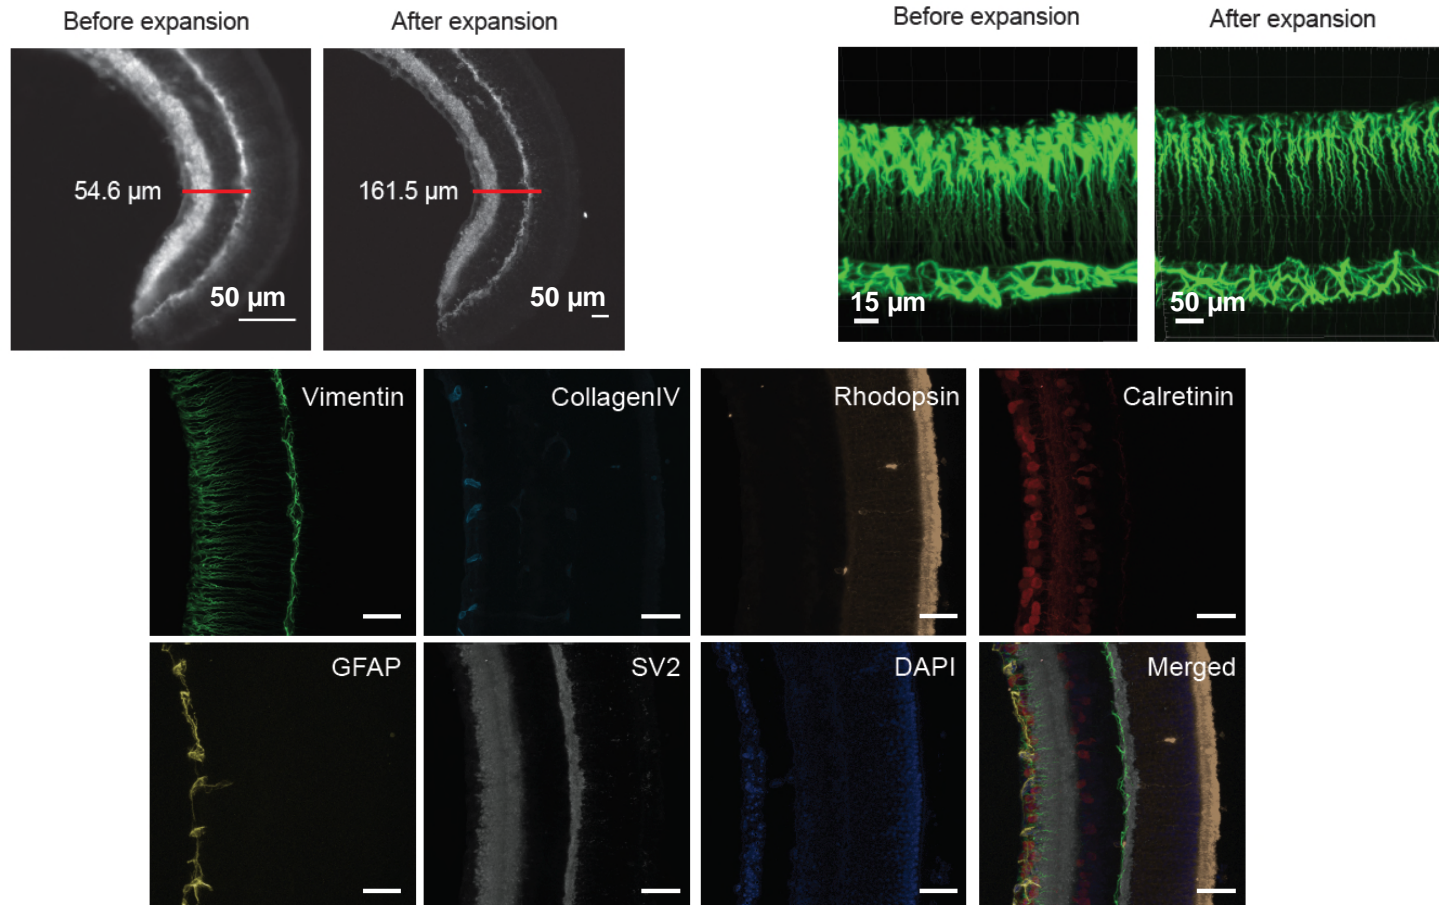 Before expansion
After expansion
Before expansion
After expansion
54.6 µm
161.5 µm
50 µm
50 µm
15 µm
50 µm
Vimentin
CollagenIV
Rhodopsin
Calretinin
GFAP
SV2
DAPI
Merged